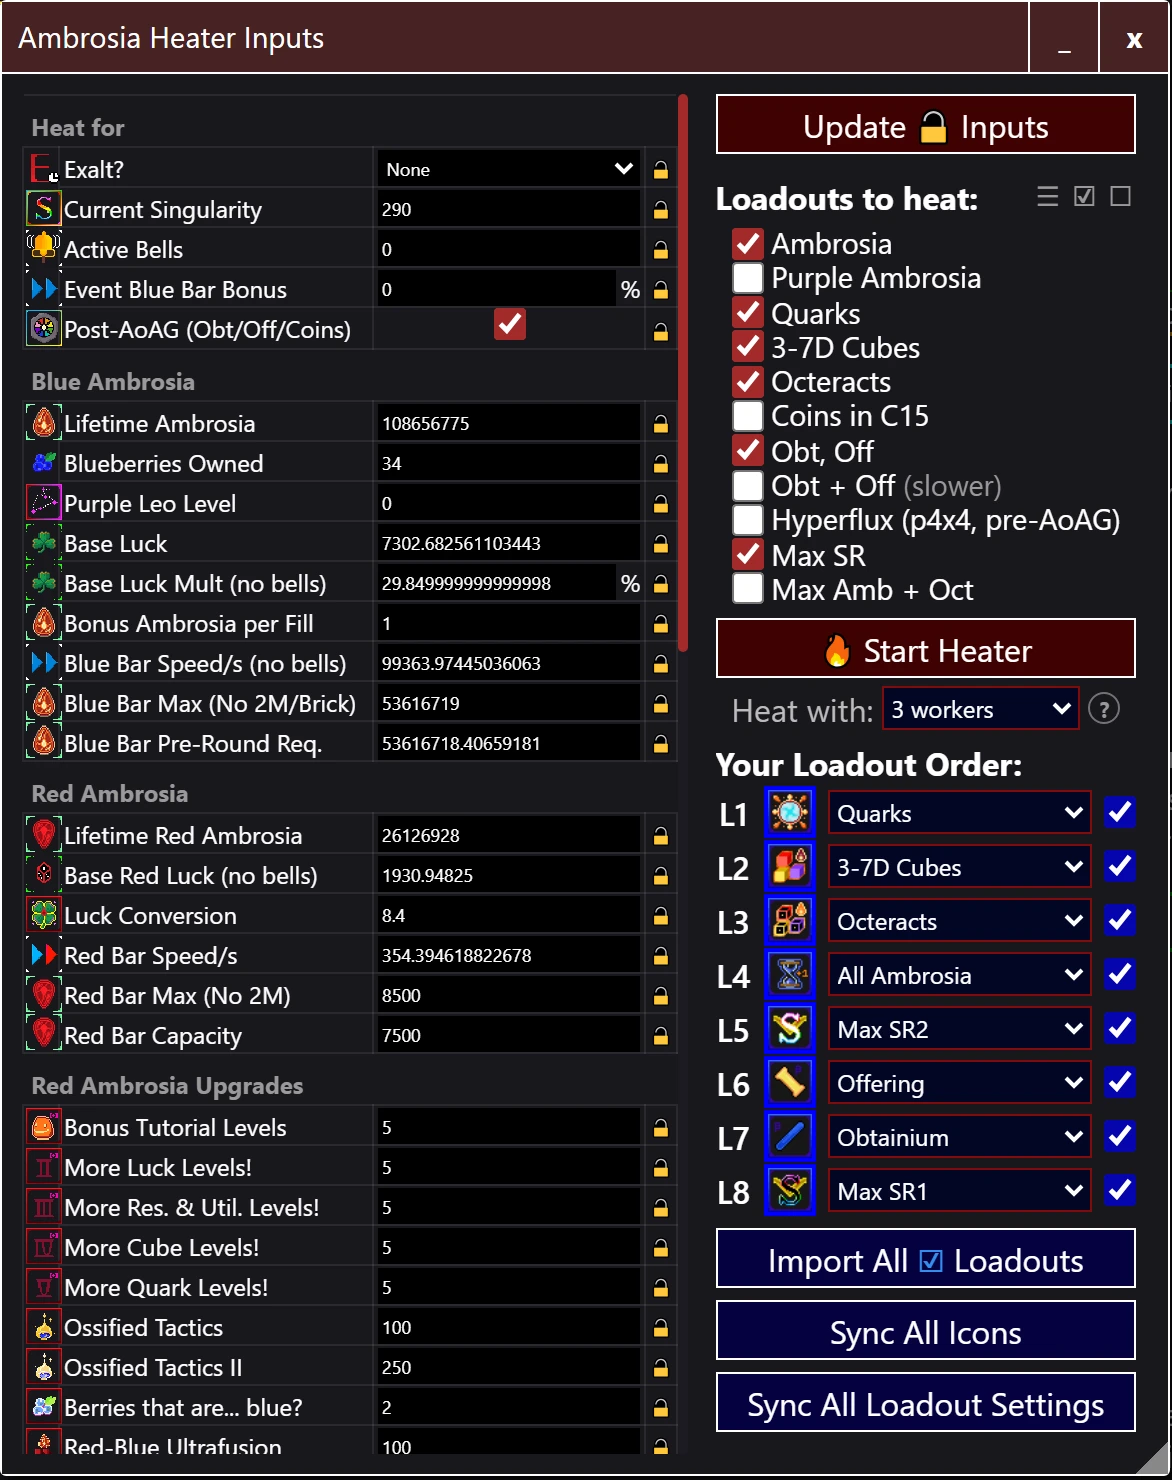 Ambrosia Heater Inputs
_
x
Heat for
Exalt? None
Current Singularity 290
Active Bells 0
Event Blue Bar Bonus 0 %
Post-AoAG (Obt/Off/Coins)
Blue Ambrosia
Lifetime Ambrosia 108656775
Blueberries Owned 34
Purple Leo Level 0
Base Luck 7302.682561103443
Base Luck Mult (no bells) 29.849999999999998 %
Bonus Ambrosia per Fill 1
Blue Bar Speed/s (no bells) 99363.97445036063
Blue Bar Max (No 2M/Brick) 53616719
Blue Bar Pre-Round Req. 53616718.40659181
Red Ambrosia
Lifetime Red Ambrosia 26126928
Base Red Luck (no bells) 1930.94825
Luck Conversion 8.4
Red Bar Speed/s 354.394618822678
Red Bar Max (No 2M) 8500
Red Bar Capacity 7500
Red Ambrosia Upgrades
Bonus Tutorial Levels 5
More Luck Levels! 5
More Res. & Util. Levels! 5
More Cube Levels! 5
More Quark Levels! 5
Ossified Tactics 100
Ossified Tactics II 250
Berries that are... blue? 2
Red-Blue Ultrafusion 100
Update 🔓 Inputs
Loadouts to heat:
Ambrosia
Purple Ambrosia
Quarks
3-7D Cubes
Octeracts
Coins in C15
Obt, Off
Obt + Off (slower)
Hyperflux (p4x4, pre-AoAG)
Max SR
Max Amb + Oct
🔥 Start Heater
Heat with: 3 workers ?
Your Loadout Order:
L1 Quarks
L2 3-7D Cubes
L3 Octeracts
L4 All Ambrosia
L5 Max SR2
L6 Offering
L7 Obtainium
L8 Max SR1
Import All ☑ Loadouts
Sync All Icons
Sync All Loadout Settings